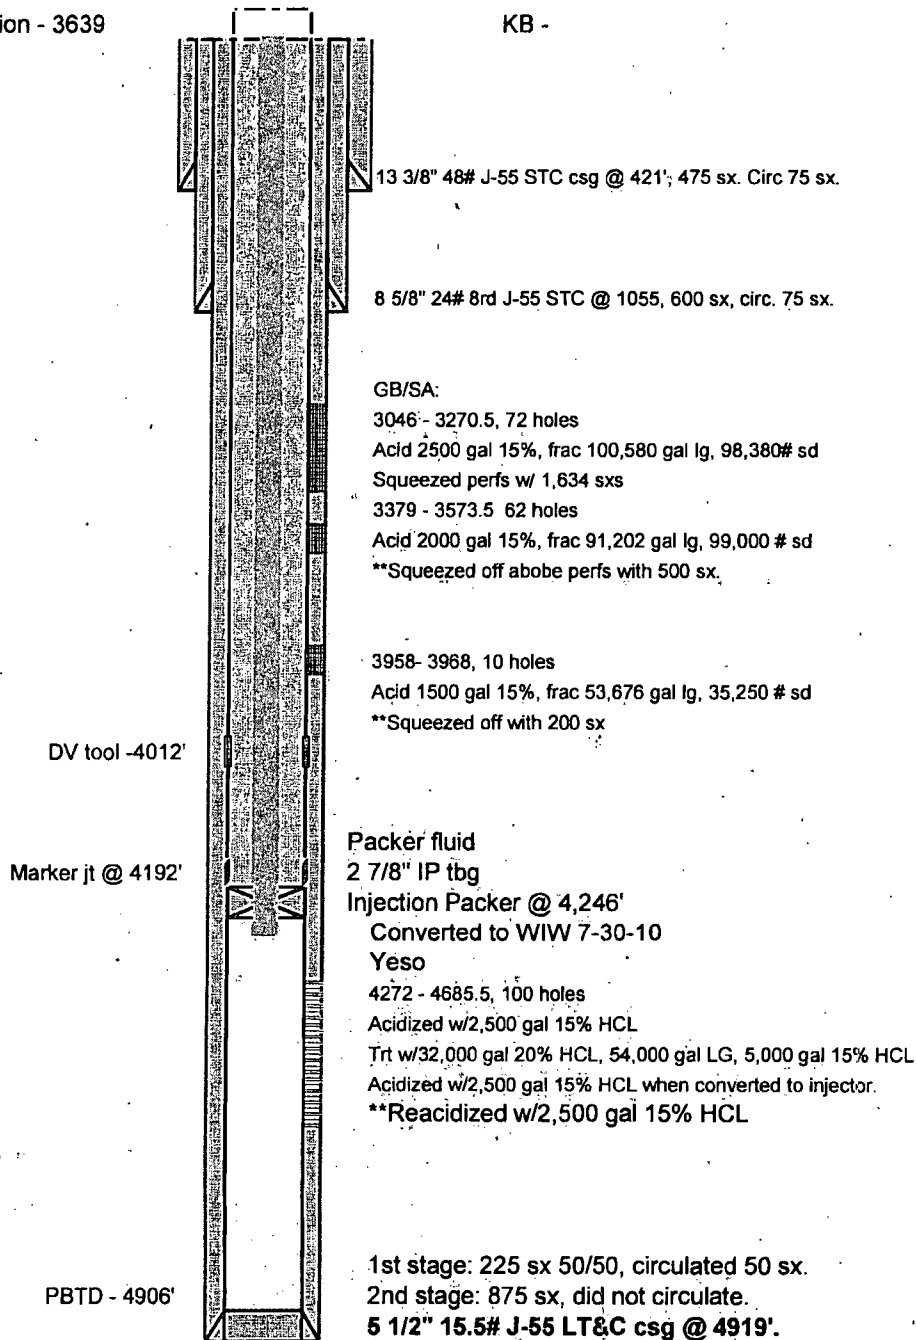 ion - 3639
KB -
13 3/8" 48# J-55 STC csg @ 421', 475 sx. Circ 75 sx.
8 5/8" 24# 8rd J-55 STC @ 1055, 600 sx, circ. 75 sx.
GB/SA:
3046 - 3270.5, 72 holes
Acid 2500 gal 15%, frac 100,580 gal lg, 98,380# sd
Squeezed perfs w/ 1,634 sxs
3379 - 3573.5 62 holes
Acid 2000 gal 15%, frac 91,202 gal lg, 99,000 # sd
**Squeezed off abobe perfs with 500 sx.
3958- 3968, 10 holes
Acid 1500 gal 15%, frac 53,676 gal lg, 35,250 # sd
**Squeezed off with 200 sx
DV tool -4012'
Packer fluid
Marker jt @ 4192'
2 7/8" IP tbg
Injection Packer @ 4,246'
Converted to WIW 7-30-10
Yeso
4272 - 4685.5, 100 holes
Acidized w/2,500 gal 15% HCL
Trt w/32,000 gal 20% HCL, 54,000 gal LG, 5,000 gal 15% HCL
Acidized w/2,500 gal 15% HCL when converted to injector.
**Reacidized w/2,500 gal 15% HCL
1st stage: 225 sx 50/50, circulated 50 sx.
PBTD - 4906'
2nd stage: 875 sx, did not circulate.
5 1/2" 15.5# J-55 LT&C csg @ 4919'.